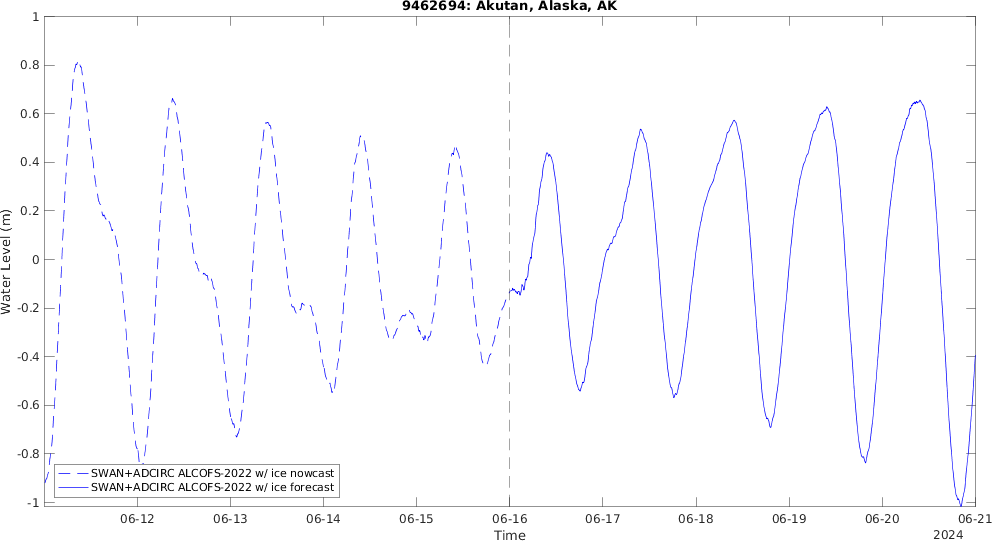 9462694: Akutan, Alaska, AK
1
0.8
0.6
0.4
0.2
0
-0.2
-0.4
-0.6
-0.8
-1
Water Level (m)
SWAN+ADCIRC ALCOFS-2022 w/ ice nowcast
SWAN+ADCIRC ALCOFS-2022 w/ ice forecast
06-12 06-13 06-14 06-15 06-16 06-17 06-18 06-19 06-20 06-21
Time
2024